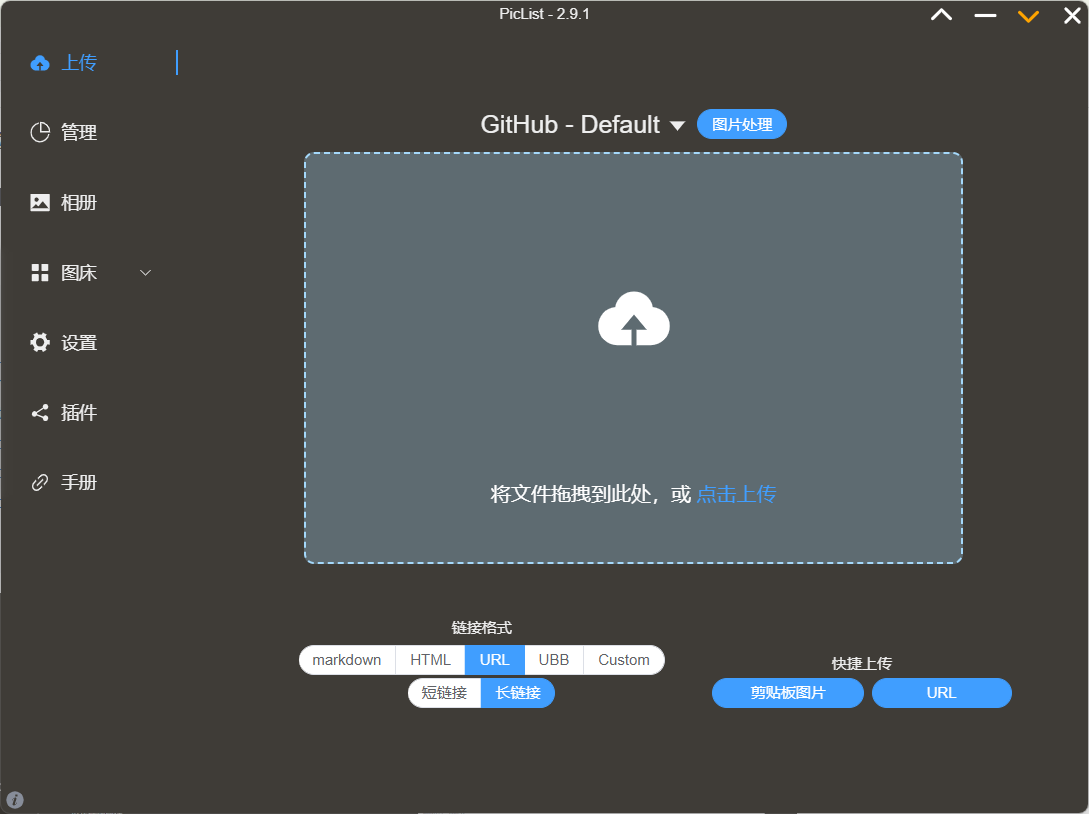 PicList - 2.9.1
上传
管理
相册
图床
设置
插件
手册
GitHub - Default
图片处理
将文件拖拽到此处，或 点击上传
链接格式
markdown HTML URL UBB Custom
短链接 长链接
快捷上传
剪贴板图片 URL